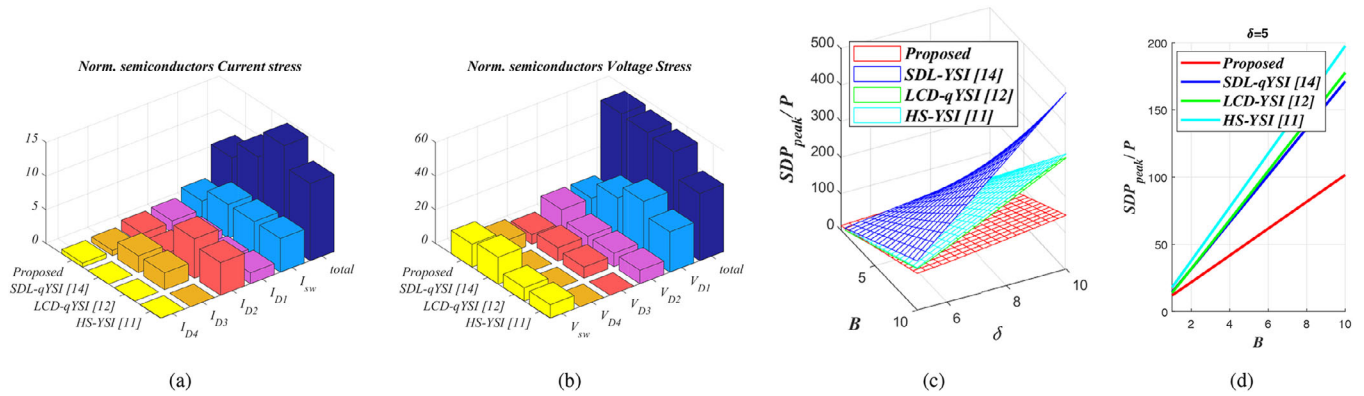 Norm. semiconductors Current stress
15
10
5
0
Proposed
SDL-qYSI [14]
LCD-qYSI [12]
HS-YSI [11]
I_D4
I_D3
I_D2
I_D1
I_sw
total
(a)
Norm. semiconductors Voltage Stress
60
40
20
0
Proposed
SDL-qYSI [14]
LCD-qYSI [12]
HS-YSI [11]
V_sw
V_D4
V_D3
V_D2
V_D1
total
(b)
500
400
300
200
100
0
SDP_peak/ P
Proposed
SDL-YSI [14]
LCD-qYSI [12]
HS-YSI [11]
5
10
B
6
8
10
δ
(c)
δ=5
200
150
100
50
0
SDP_peak/ P
Proposed
SDL-qYSI [14]
LCD-YSI [12]
HS-YSI [11]
2
4
6
8
10
B
(d)